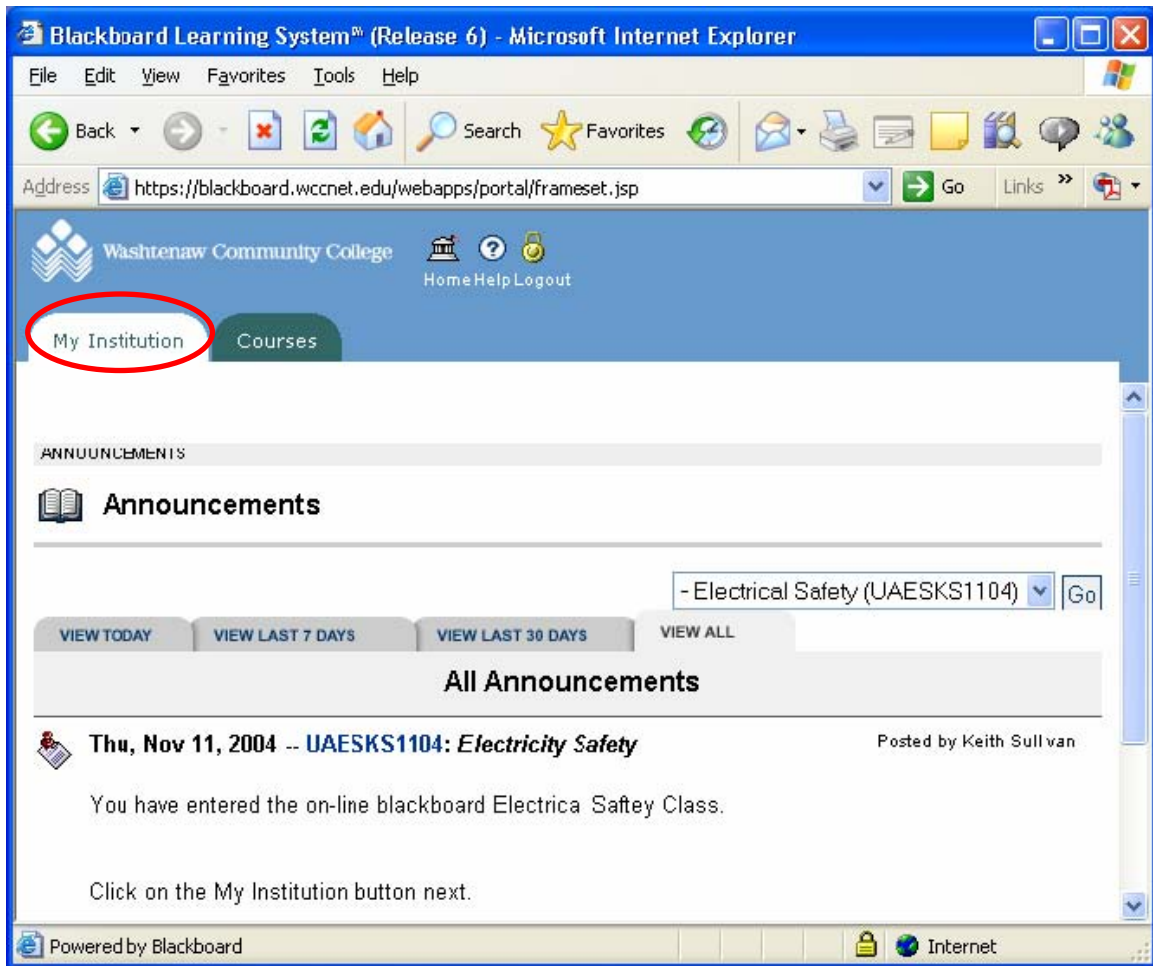 Blackboard Learning System℠ (Release 6) - Microsoft Internet Explorer
File Edit View Favorites Tools Help
Back Search Favorites
Address https://blackboard.wccnet.edu/webapps/portal/frameset.jsp Go Links »
Washtenaw Community College
Home Help Logout
My Institution Courses
ANNOUNCEMENTS
Announcements
- Electrical Safety (UAESKS1104) Go
VIEW TODAY VIEW LAST 7 DAYS VIEW LAST 30 DAYS VIEW ALL
All Announcements
Thu, Nov 11, 2004 -- UAESKS1104: Electricity Safety Posted by Keith Sullivan
You have entered the on-line blackboard Electrica Saftey Class.
Click on the My Institution button next.
Powered by Blackboard Internet